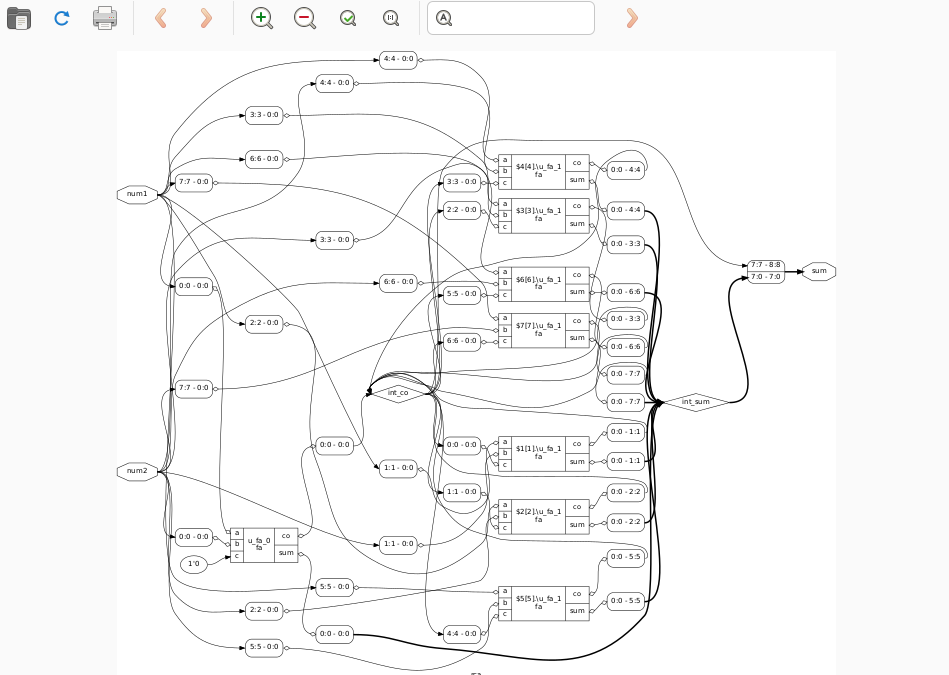 4:4 - 0:0
4:4 - 0:0
3:3 - 0:0
6:6 - 0:0
7:7 - 0:0
num1
3:3 - 0:0
0:0 - 0:0
2:2 - 0:0
6:6 - 0:0
7:7 - 0:0
num2
0:0 - 0:0
1'0
a
b
c
u_fa_0
fa
co
sum
0:0 - 0:0
1:1 - 0:0
1:1 - 0:0
5:5 - 0:0
2:2 - 0:0
0:0 - 0:0
5:5 - 0:0
int_co
3:3 - 0:0
2:2 - 0:0
5:5 - 0:0
6:6 - 0:0
0:0 - 0:0
1:1 - 0:0
4:4 - 0:0
a
b
c
$4[4].\u_fa_1
fa
co
sum
a
b
c
$3[3].\u_fa_1
fa
co
sum
a
b
c
$6[6].\u_fa_1
fa
co
sum
a
b
c
$7[7].\u_fa_1
fa
co
sum
a
b
c
$1[1].\u_fa_1
fa
co
sum
a
b
c
$2[2].\u_fa_1
fa
co
sum
a
b
c
$5[5].\u_fa_1
fa
co
sum
0:0 - 4:4
0:0 - 4:4
0:0 - 3:3
0:0 - 6:6
0:0 - 3:3
0:0 - 6:6
0:0 - 7:7
0:0 - 7:7
0:0 - 1:1
0:0 - 1:1
0:0 - 2:2
0:0 - 2:2
0:0 - 5:5
0:0 - 5:5
int_sum
7:7 - 8:8
7:0 - 7:0
sum